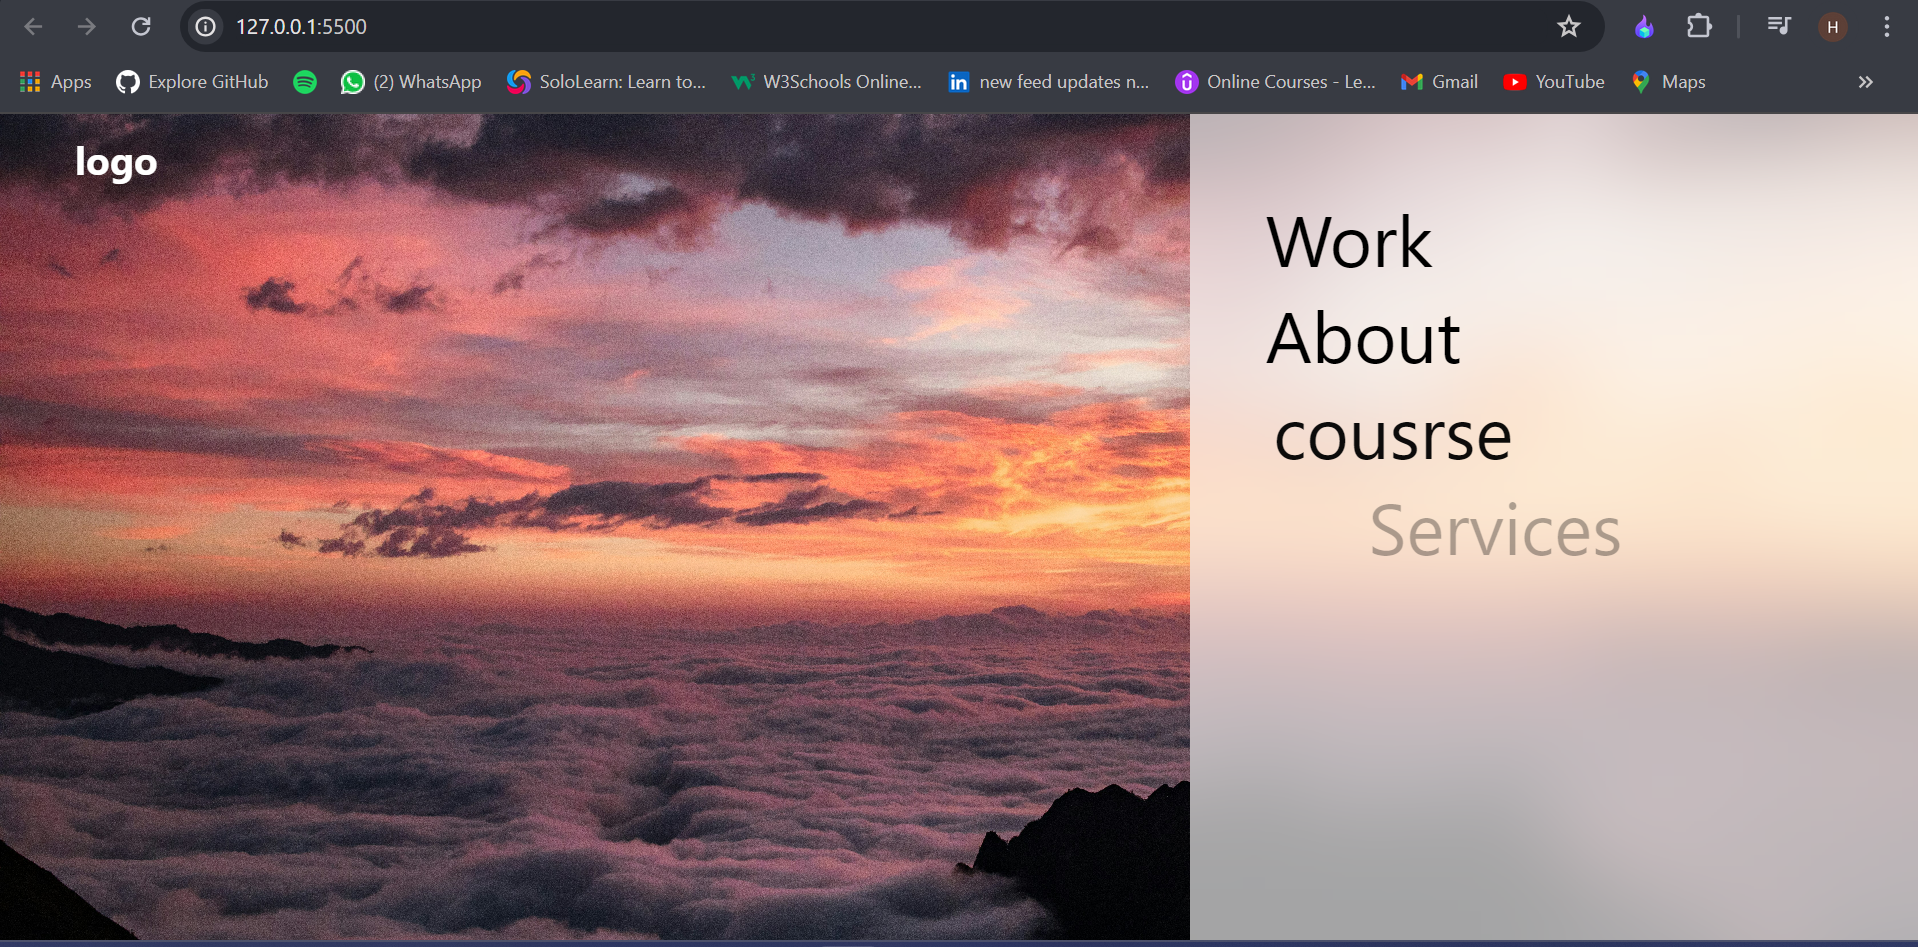 127.0.0.1:5500
H
Apps Explore GitHub (2) WhatsApp SoloLearn: Learn to... W3Schools Online... new feed updates n... Online Courses - Le... Gmail YouTube Maps
logo
Work
About
cousrse
Services